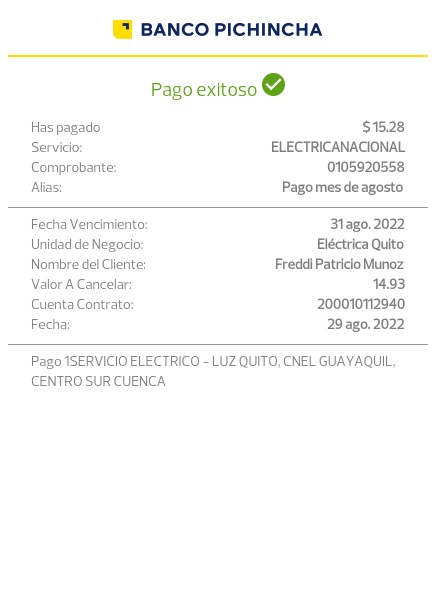 BANCO PICHINCHA
Pago exitoso
Has pagado $ 15.28
Servicio: ELECTRICANACIONAL
Comprobante: 0105920558
Alias: Pago mes de agosto
Fecha Vencimiento: 31 ago. 2022
Unidad de Negocio: Eléctrica Quito
Nombre del Cliente: Freddi Patricio Munoz
Valor A Cancelar: 14.93
Cuenta Contrato: 200010112940
Fecha: 29 ago. 2022
Pago 1SERVICIO ELECTRICO - LUZ QUITO, CNEL GUAYAQUIL,
CENTRO SUR CUENCA